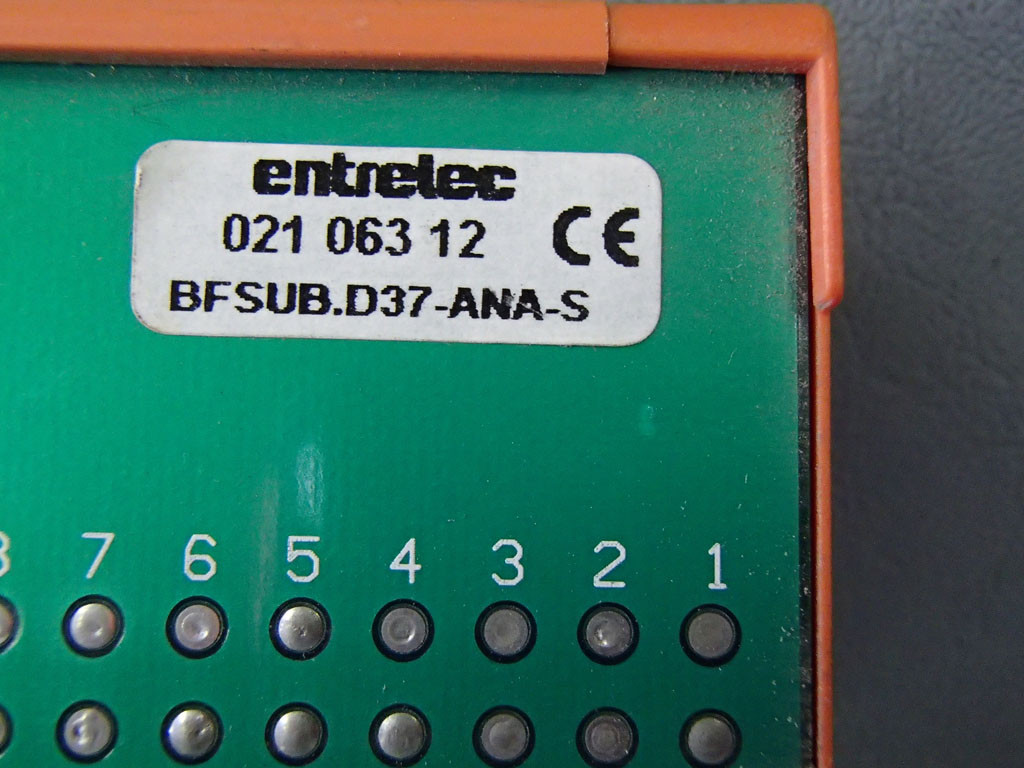 entrelec
021 063 12 CE
BFSUB.D37-ANA-S
8 7 6 5 4 3 2 1